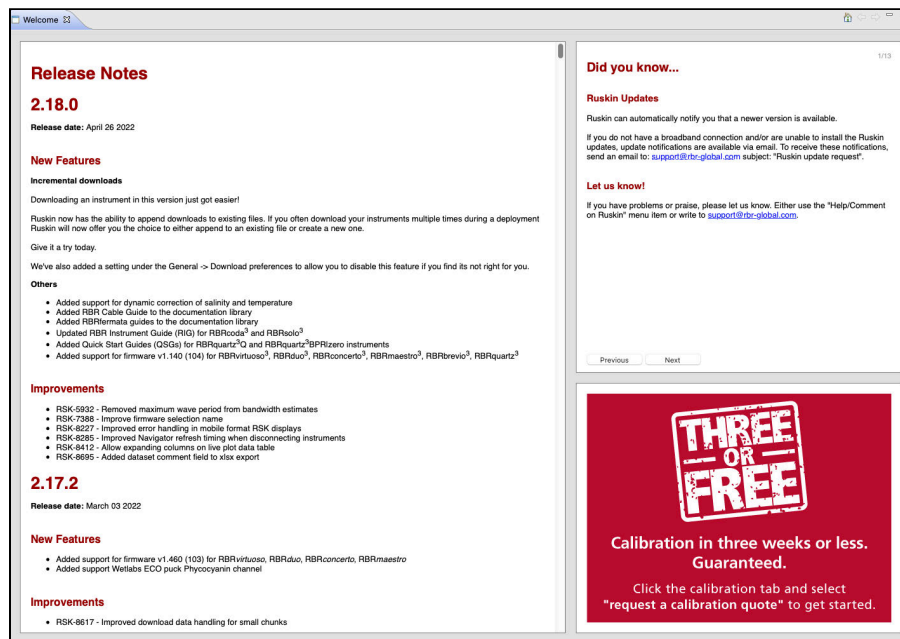 Welcome
Release Notes
2.18.0
Release date: April 26 2022
New Features
Incremental downloads
Downloading an instrument in this version just got easier!
Ruskin now has the ability to append downloads to existing files. If you often download your instruments multiple times during a deployment
Ruskin will now offer you the choice to either append to an existing file or create a new one.
Give it a try today.
We've also added a setting under the General -> Download preferences to allow you to disable this feature if you find its not right for you.
Others
• Added support for dynamic correction of salinity and temperature
• Added RBR Cable Guide to the documentation library
• Added RBRfermata guides to the documentation library
• Updated RBR Instrument Guide (RIG) for RBRcoda³ and RBRsolo³
• Added Quick Start Guides (QSGs) for RBRquartz³Q and RBRquartz³BPRlzero instruments
• Added support for firmware v1.140 (104) for RBRvirtuoso³, RBRduo³, RBRconcerto³, RBRmaestro³, RBRbrevio³, RBRquartz³
Improvements
• RSK-5932 - Removed maximum wave period from bandwidth estimates
• RSK-7388 - Improve firmware selection name
• RSK-8227 - Improved error handling in mobile format RSK displays
• RSK-8285 - Improved Navigator refresh timing when disconnecting instruments
• RSK-8412 - Allow expanding columns on live plot data table
• RSK-8695 - Added dataset comment field to xlsx export
2.17.2
Release date: March 03 2022
New Features
• Added support for firmware v1.460 (103) for RBRvirtuoso, RBRduo, RBRconcerto, RBRmaestro
• Added support Wetlabs ECO puck Phycocyanin channel
Improvements
• RSK-8617 - Improved download data handling for small chunks
1/13
Did you know...
Ruskin Updates
Ruskin can automatically notify you that a newer version is available.
If you do not have a broadband connection and/or are unable to install the Ruskin
updates, update notifications are available via email. To receive these notifications,
send an email to: support@rbr-global.com subject: "Ruskin update request".
Let us know!
If you have problems or praise, please let us know. Either use the "Help/Comment
on Ruskin" menu item or write to support@rbr-global.com.
Previous Next
THREE
OR
FREE
Calibration in three weeks or less.
Guaranteed.
Click the calibration tab and select
"request a calibration quote" to get started.